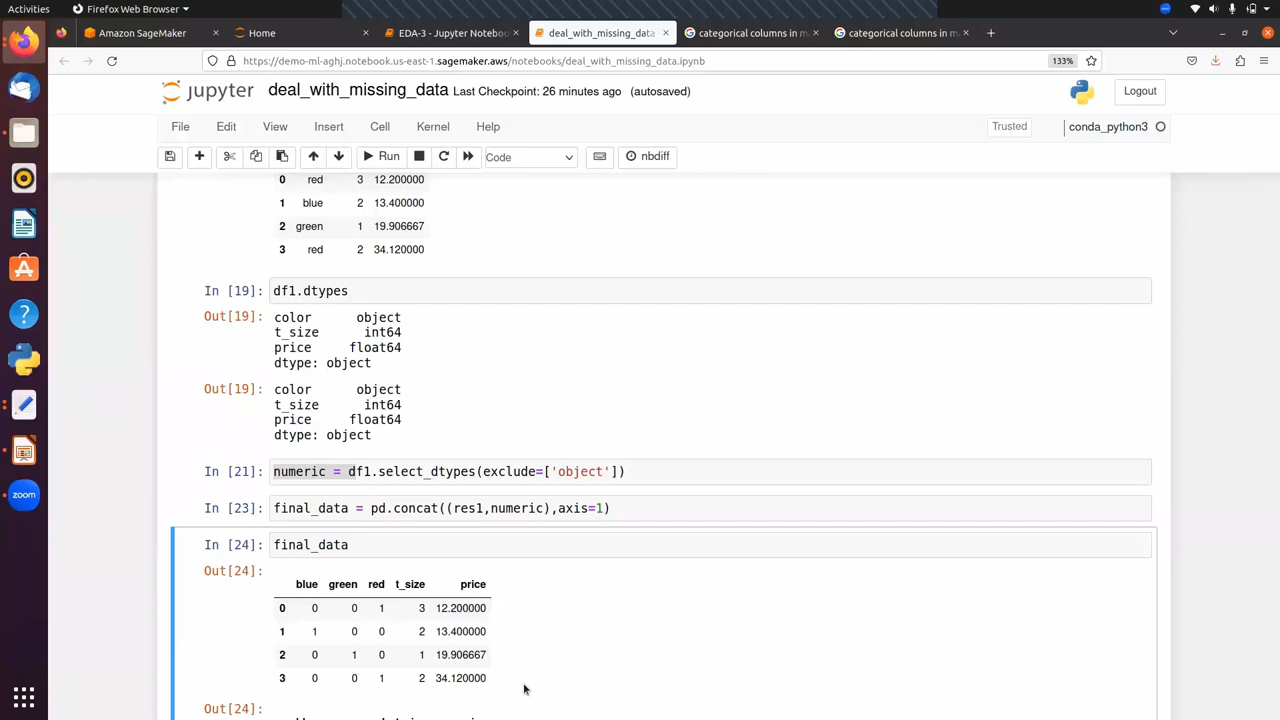 Activities
Firefox Web Browser
Amazon SageMaker
Home
EDA-3 - Jupyter Noteboo
deal_with_missing_data
categorical columns in m
categorical columns in m
https://demo-ml-aghj.notebook.us-east-1.sagemaker.aws/notebooks/deal_with_missing_data.ipynb
133%
jupyter
deal_with_missing_data Last Checkpoint: 26 minutes ago (autosaved)
Logout
File Edit View Insert Cell Kernel Help
Trusted
conda_python3
Run
Code
nbdiff
0 red 3 12.200000
1 blue 2 13.400000
2 green 1 19.906667
3 red 2 34.120000
In [19]: df1.dtypes
Out[19]: color object
t_size int64
price float64
dtype: object
Out[19]: color object
t_size int64
price float64
dtype: object
In [21]: numeric = df1.select_dtypes(exclude=['object'])
In [23]: final_data = pd.concat((res1,numeric),axis=1)
In [24]: final_data
Out[24]:
blue green red t_size price
0 0 0 1 3 12.200000
1 1 0 0 2 13.400000
2 0 1 0 1 19.906667
3 0 0 1 2 34.120000
Out[24]:
zoom